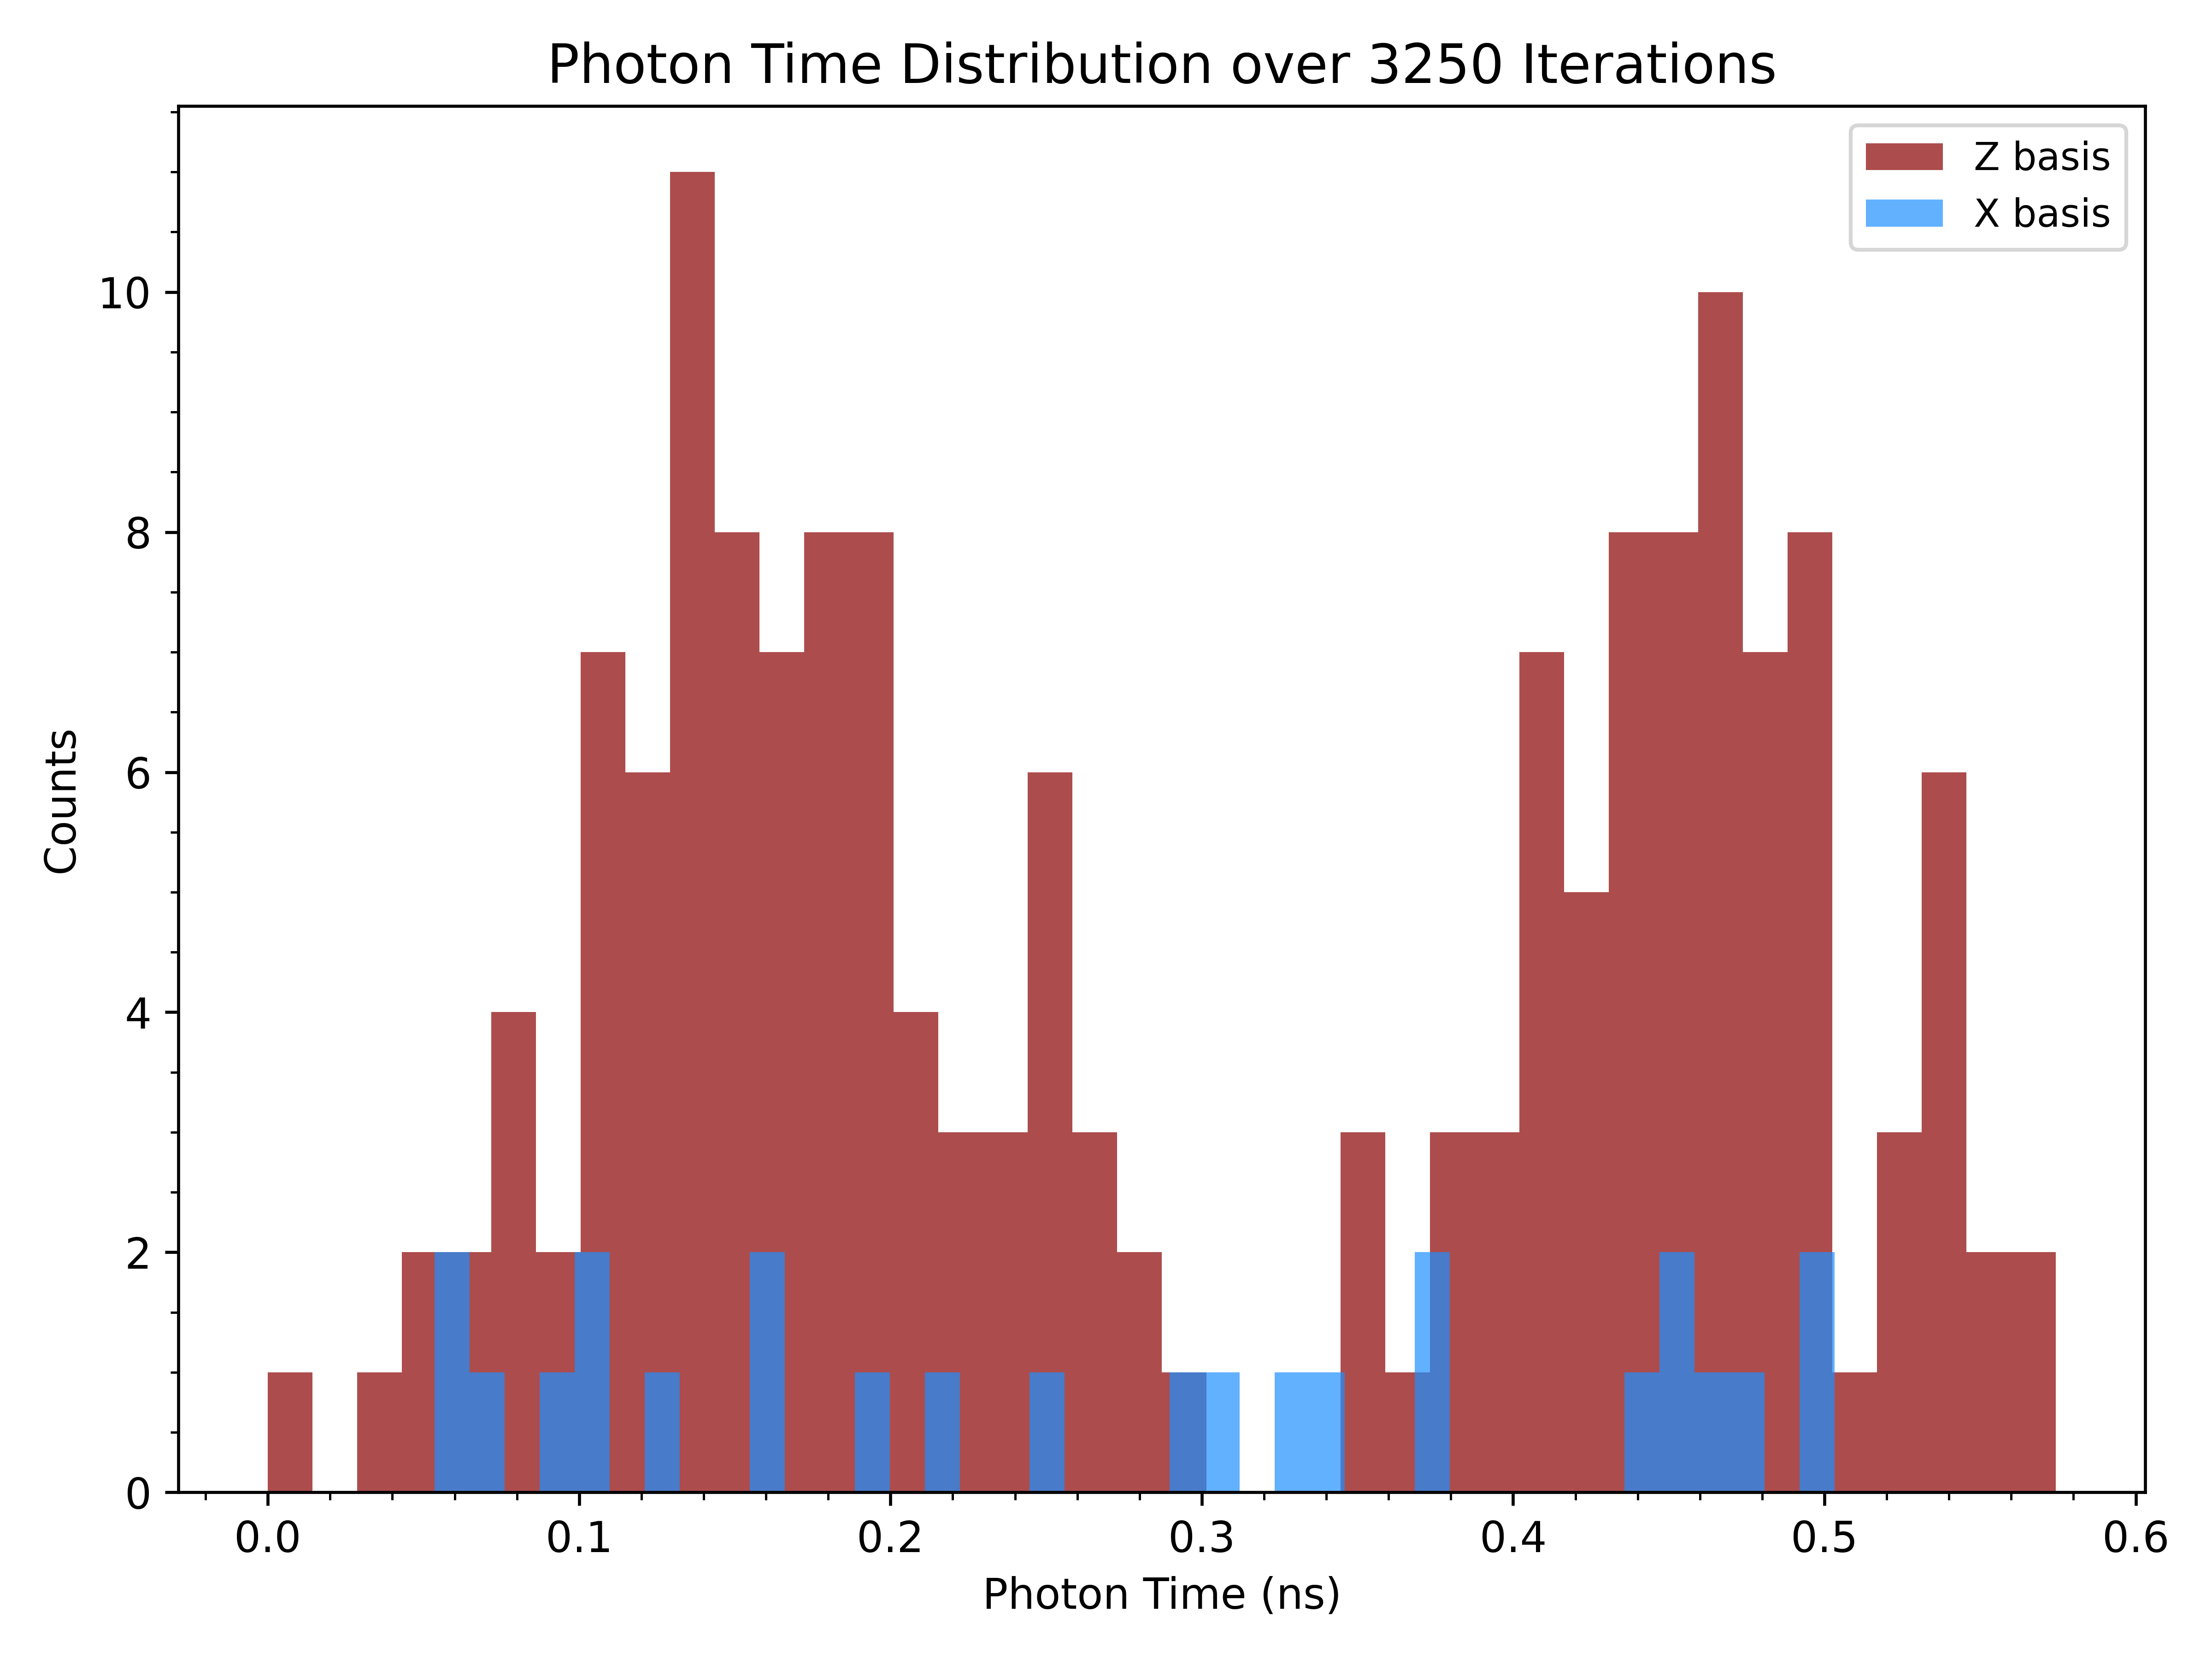 Photon Time Distribution over 3250 Iterations
Z basis
X basis
Counts
10
8
6
4
2
0
0.0 0.1 0.2 0.3 0.4 0.5 0.6
Photon Time (ns)